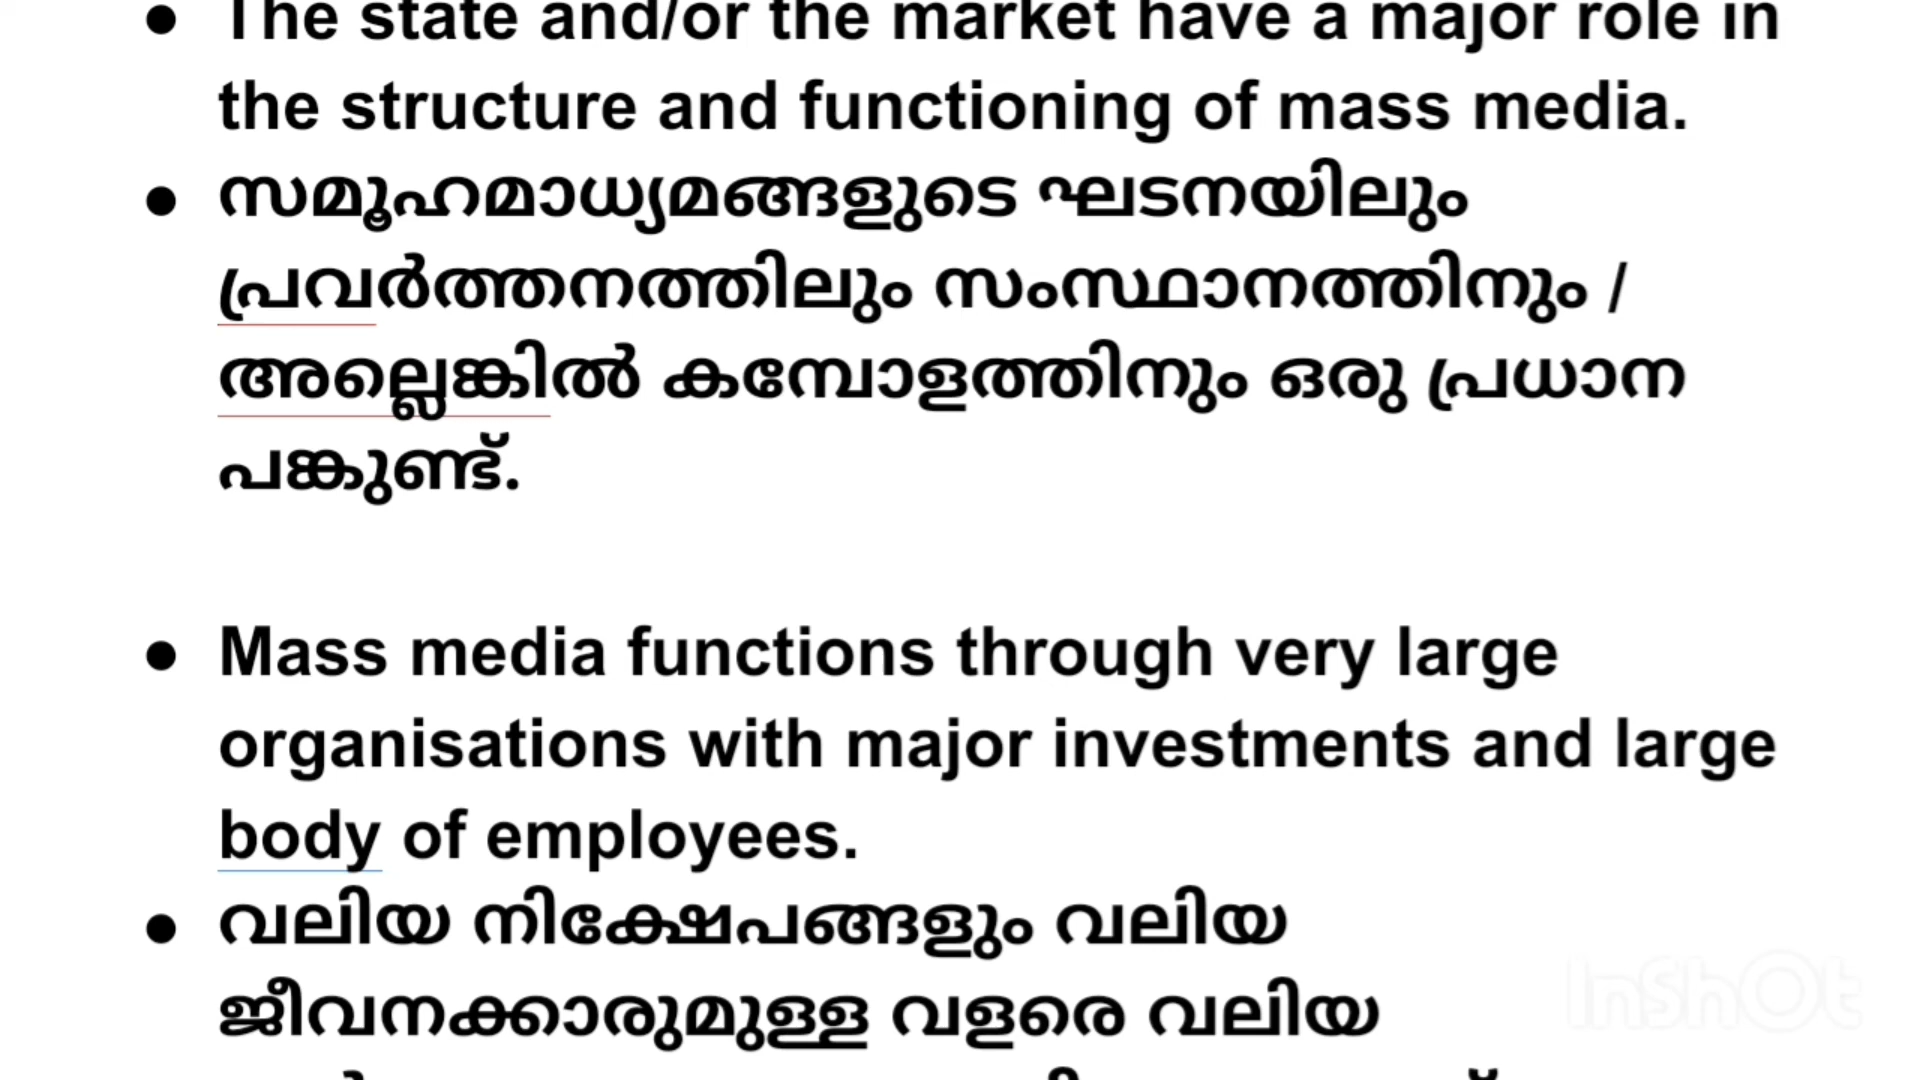 The state and/or the market have a major role in
the structure and functioning of mass media.
സമൂഹമാധ്യമങ്ങളുടെ ഘടനയിലും
പ്രവർത്തനത്തിലും സംസ്ഥാനത്തിനും /
അല്ലെങ്കിൽ കമ്പോളത്തിനും ഒരു പ്രധാന
പങ്കുണ്ട്.
Mass media functions through very large
organisations with major investments and large
body of employees.
വലിയ നിക്ഷേപങ്ങളും വലിയ
ജീവനക്കാരുമുള്ള വളരെ വലിയ
InShOt